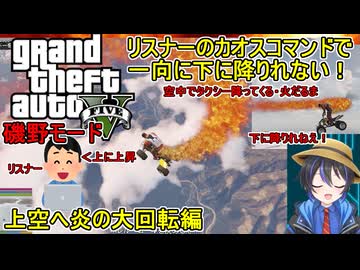 grand
theft
auto
V
FIVE
リスナーのカオスコマンドで
一向に下に降りれない！
空中でタクシー降ってくる・火だるま
磯野モード
＜上に上昇
リスナー
下に降りれねえ！
上空へ炎の大回転編